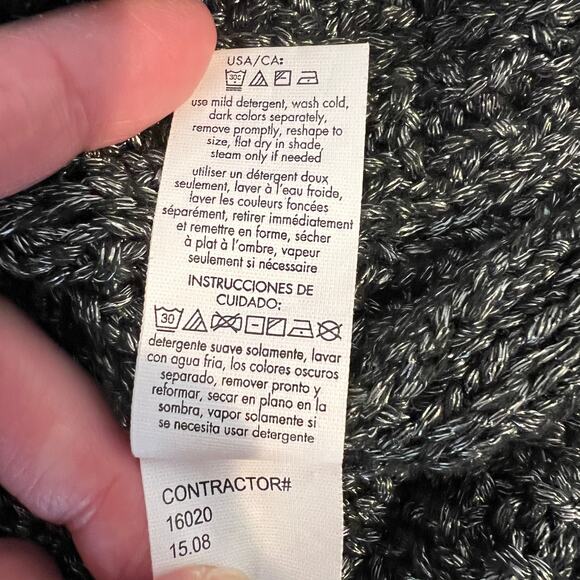 USA/CA:
30C
use mild detergent, wash cold,
dark colors separately,
remove promptly, reshape to
size, flat dry in shade,
steam only if needed
utiliser un détergent doux
seulement, laver à l'eau froide,
laver les couleurs foncées
séparément, retirer immédiatement
et remettre en forme, sécher
à plat à l'ombre, vapeur
seulement si nécessaire
INSTRUCCIONES DE
CUIDADO:
30
detergente suave solamente, lavar
con agua fria, los colores oscuros
separado, remover pronto y
reformar, secar en plano en la
sombra, vapor solamente si
se necesita usar detergente
CONTRACTOR#
16020
15.08